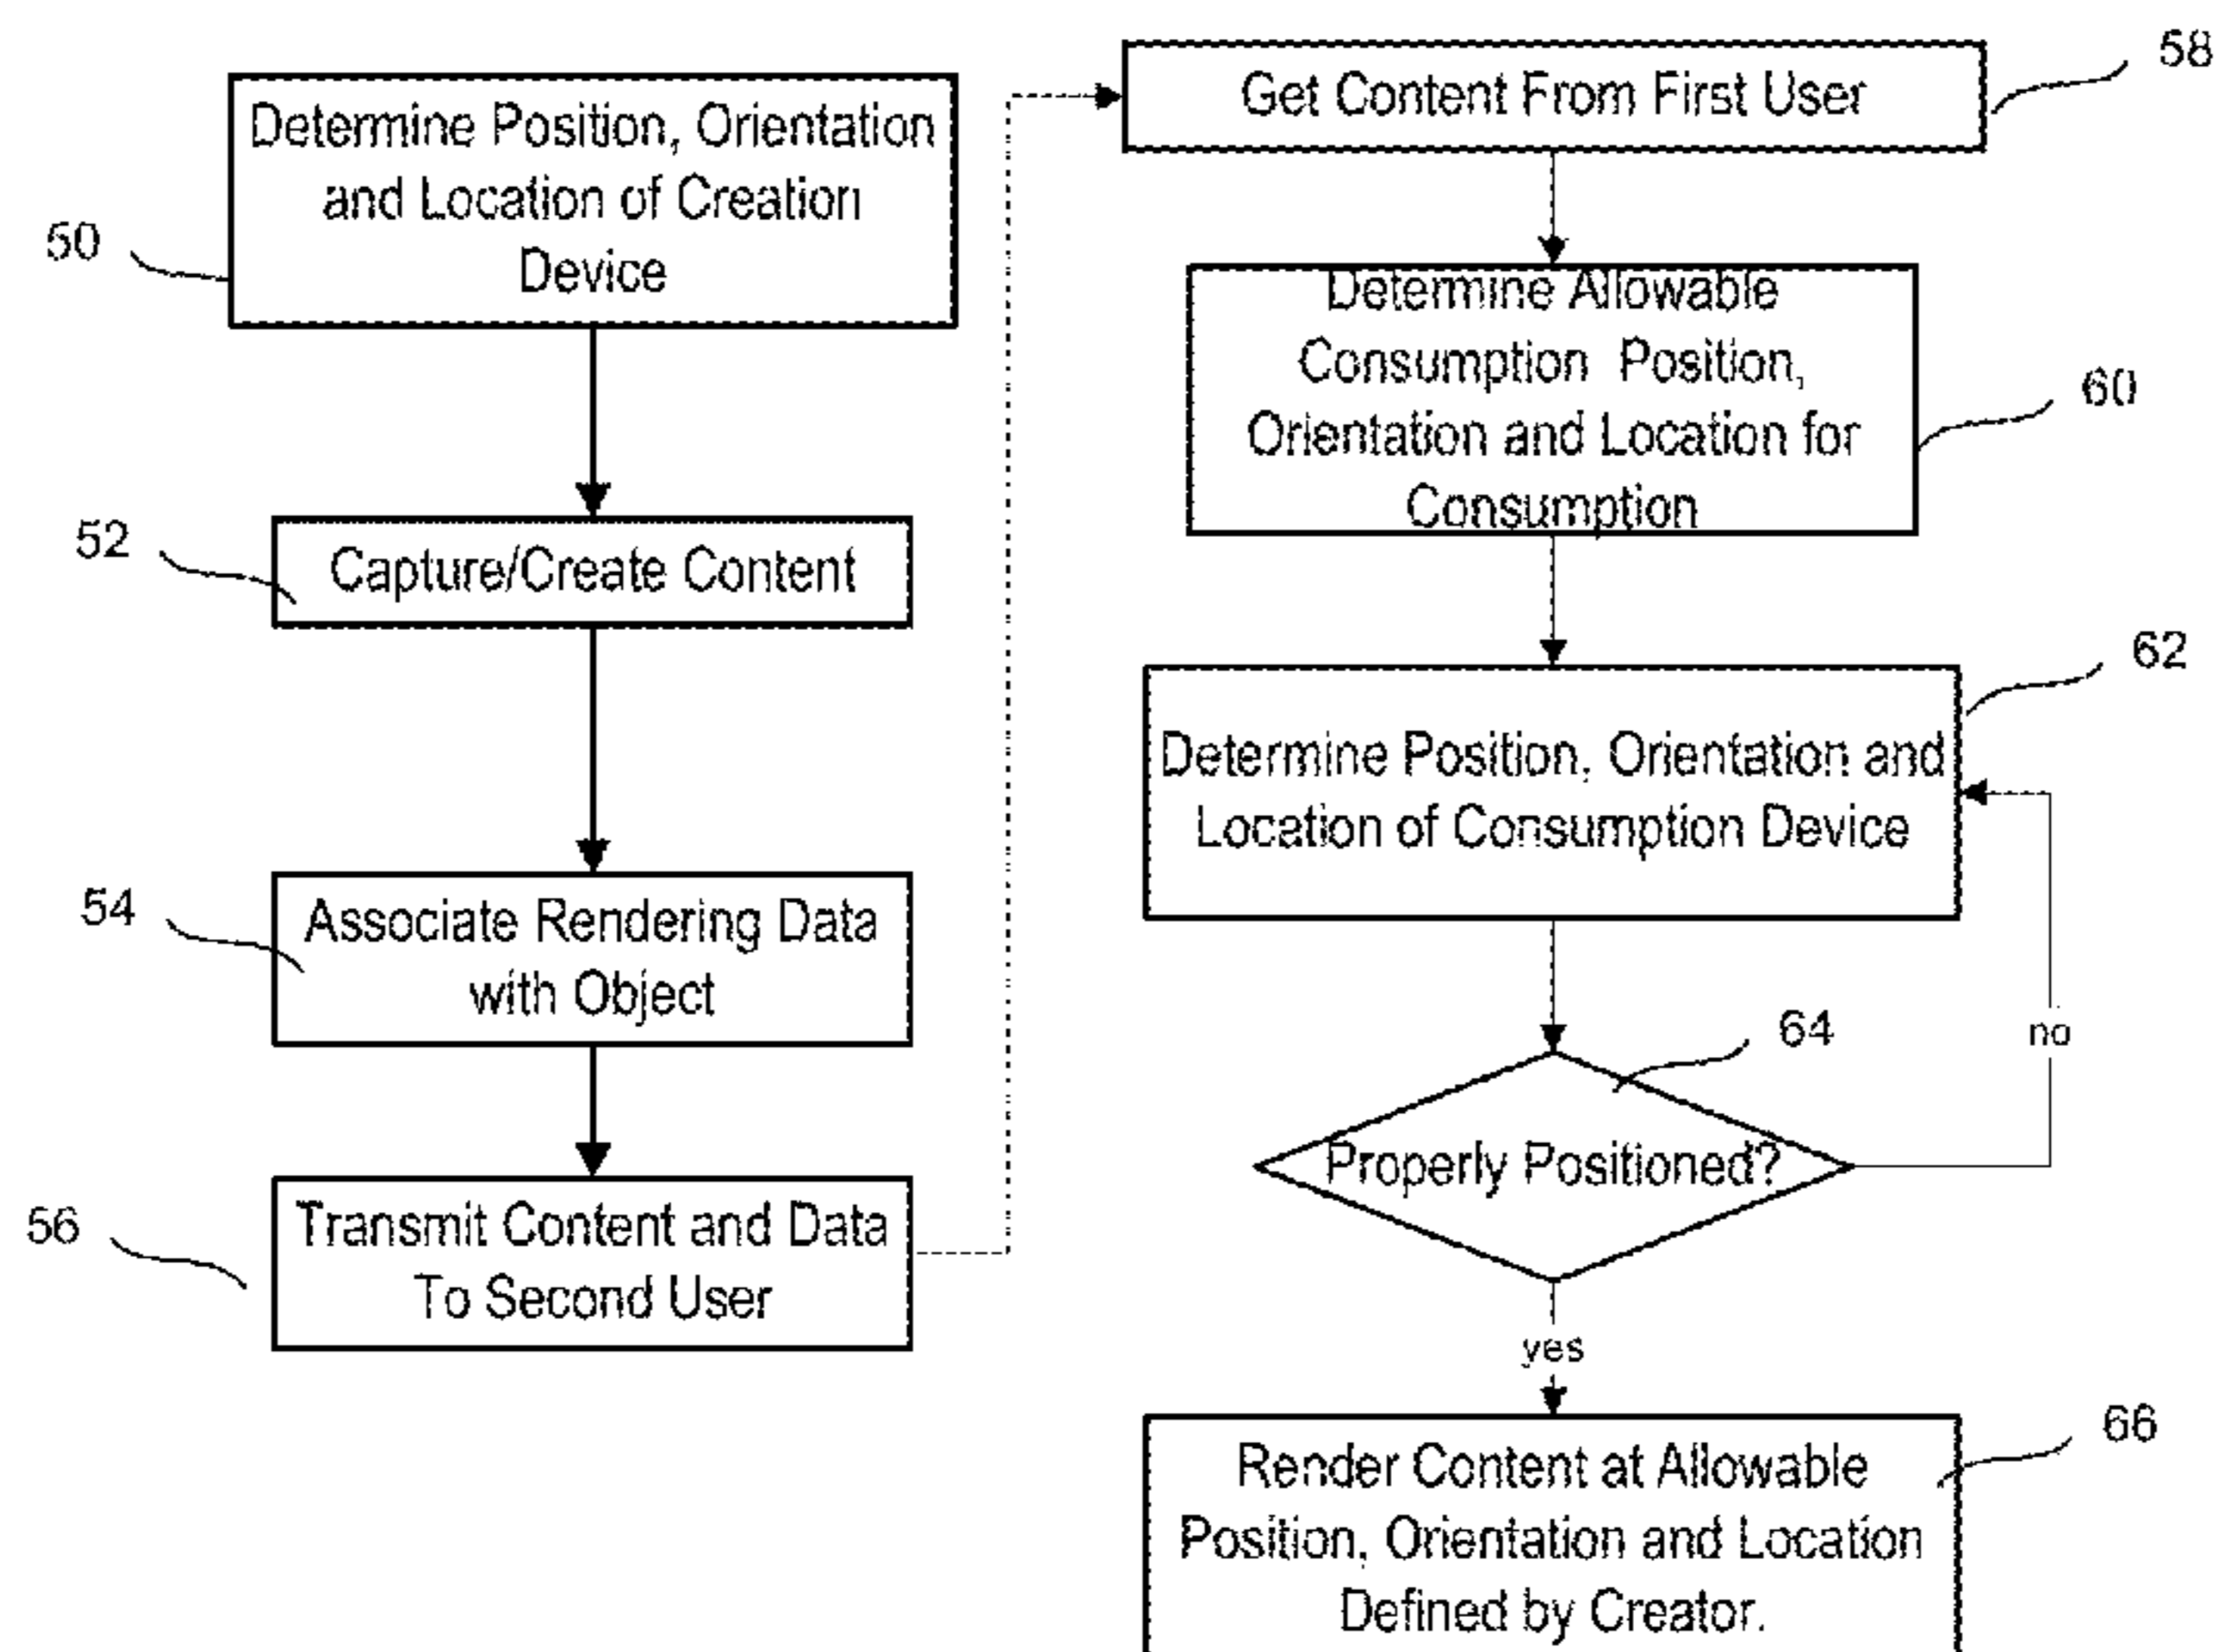 50
Determine Position, Orientation
and Location of Creation
Device
52
Capture/Create Content
54
Associate Rendering Data
with Object
56
Transmit Content and Data
To Second User
58
Get Content From First User
60
Determine Allowable
Consumption Position,
Orientation and Location for
Consumption
62
Determine Position, Orientation and
Location of Consumption Device
64
Properly Positioned?
no
yes
66
Render Content at Allowable
Position, Orientation and Location
Defined by Creator.